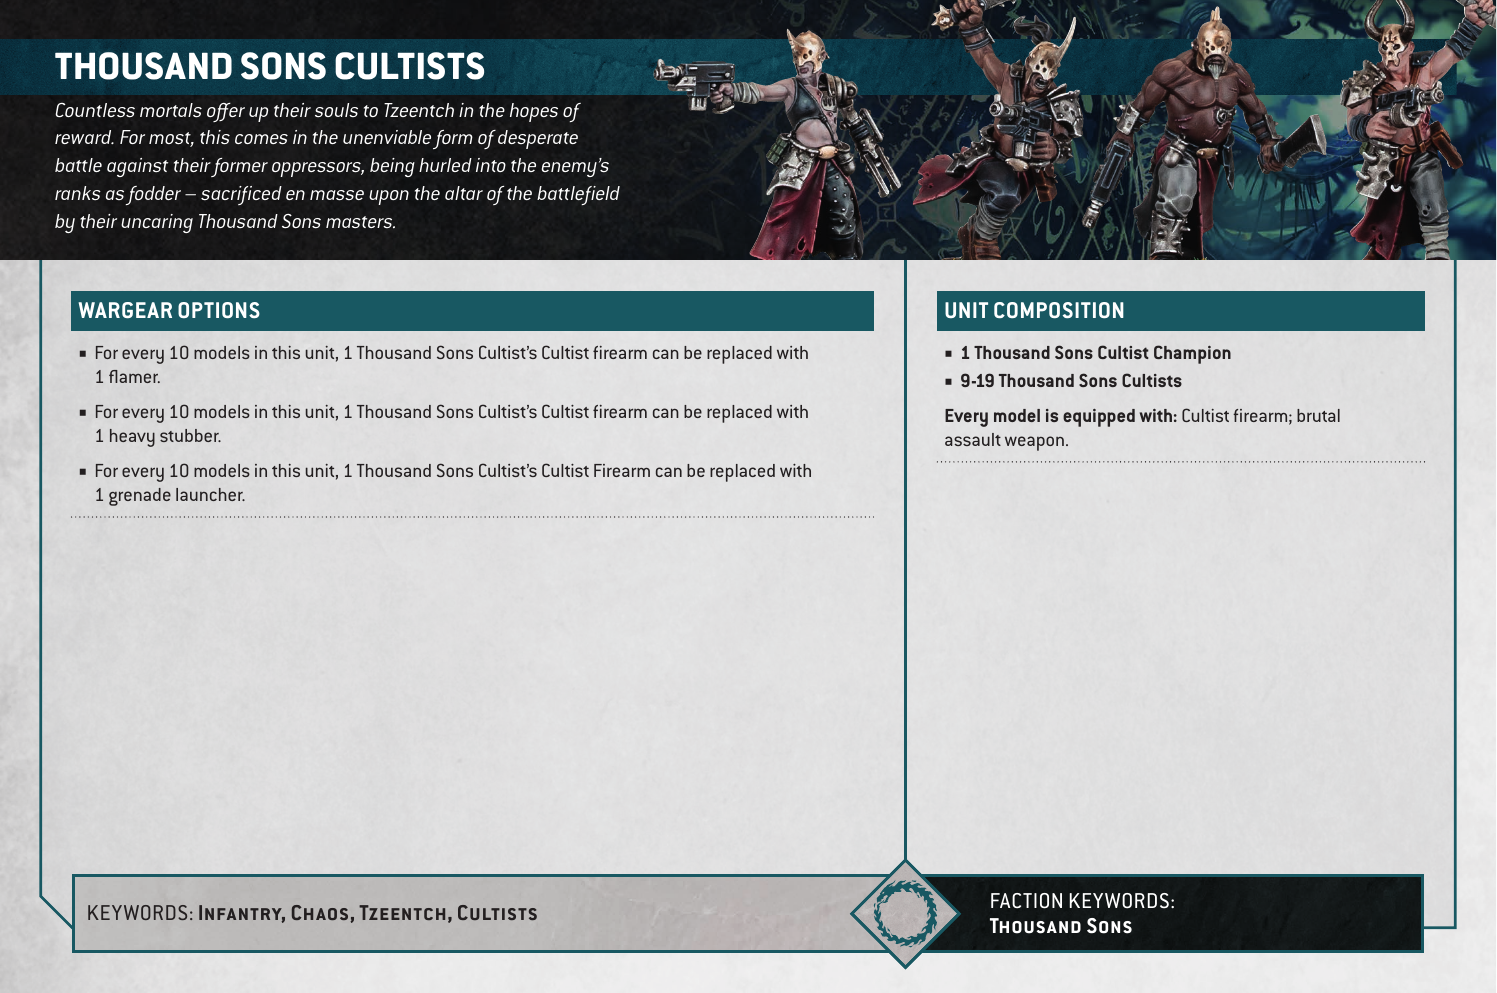 THOUSAND SONS CULTISTS
Countless mortals offer up their souls to Tzeentch in the hopes of
reward. For most, this comes in the unenviable form of desperate
battle against their former oppressors, being hurled into the enemy's
ranks as fodder – sacrificed en masse upon the altar of the battlefield
by their uncaring Thousand Sons masters.
WARGEAR OPTIONS
▪ For every 10 models in this unit, 1 Thousand Sons Cultist's Cultist firearm can be replaced with
1 flamer.
▪ For every 10 models in this unit, 1 Thousand Sons Cultist's Cultist firearm can be replaced with
1 heavy stubber.
▪ For every 10 models in this unit, 1 Thousand Sons Cultist's Cultist Firearm can be replaced with
1 grenade launcher.
UNIT COMPOSITION
▪ 1 Thousand Sons Cultist Champion
▪ 9-19 Thousand Sons Cultists
Every model is equipped with: Cultist firearm; brutal
assault weapon.
KEYWORDS: Infantry, Chaos, Tzeentch, Cultists
FACTION KEYWORDS:
Thousand Sons